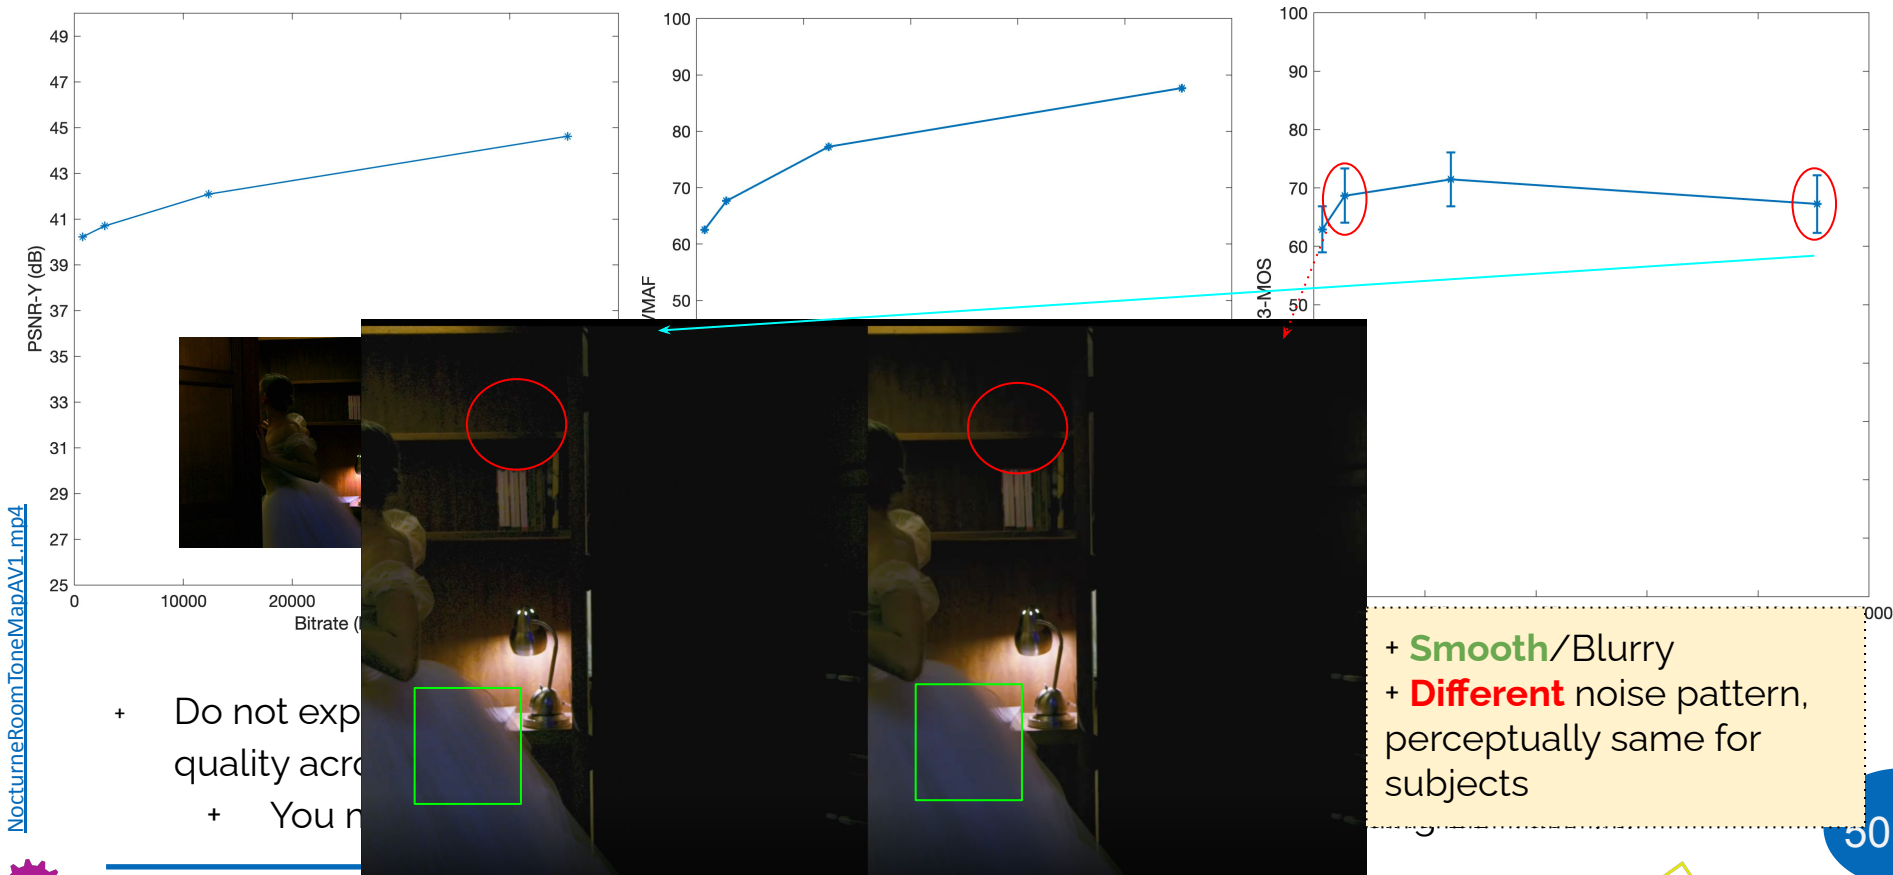 49
47
45
43
41
39
37
35
33
31
29
27
25
0
10000
20000
PSNR-Y (dB)
100
90
80
70
60
50
100
90
80
70
60
50
NocturneRoomToneMapAV1.mp4
+ Do not exp
quality acro
+ You
+ Smooth/Blurry
+ Different noise pattern,
perceptually same for
subjects
50
Bitrate
VMAF
3-MOS
000